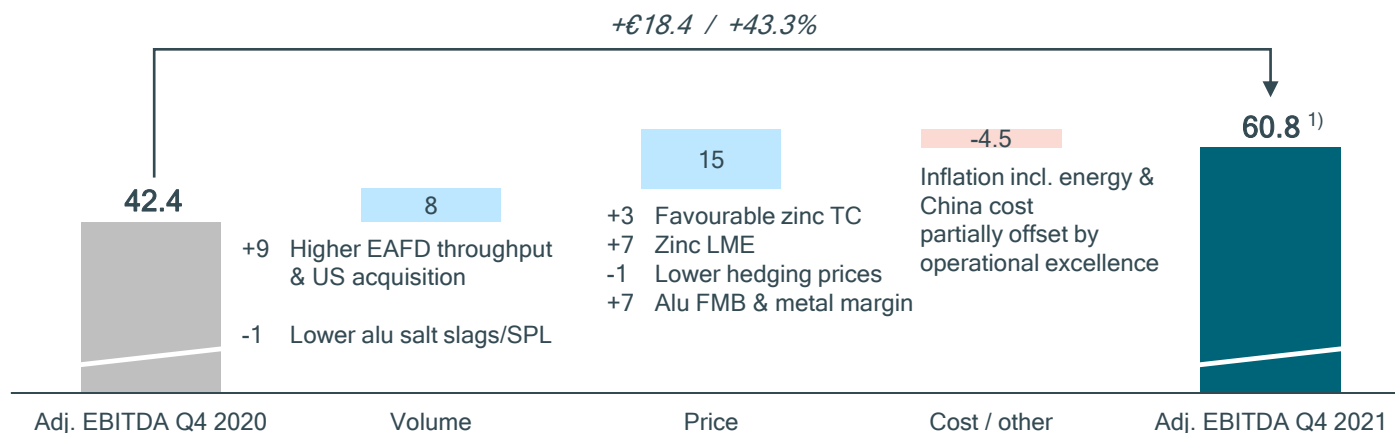 +€18.4 / +43.3%
42.4
8
+9 Higher EAFD throughput
& US acquisition
-1 Lower alu salt slags/SPL
15
+3 Favourable zinc TC
+7 Zinc LME
-1 Lower hedging prices
+7 Alu FMB & metal margin
-4.5
Inflation incl. energy &
China cost
partially offset by
operational excellence
60.8 1)
Adj. EBITDA Q4 2020
Volume
Price
Cost / other
Adj. EBITDA Q4 2021